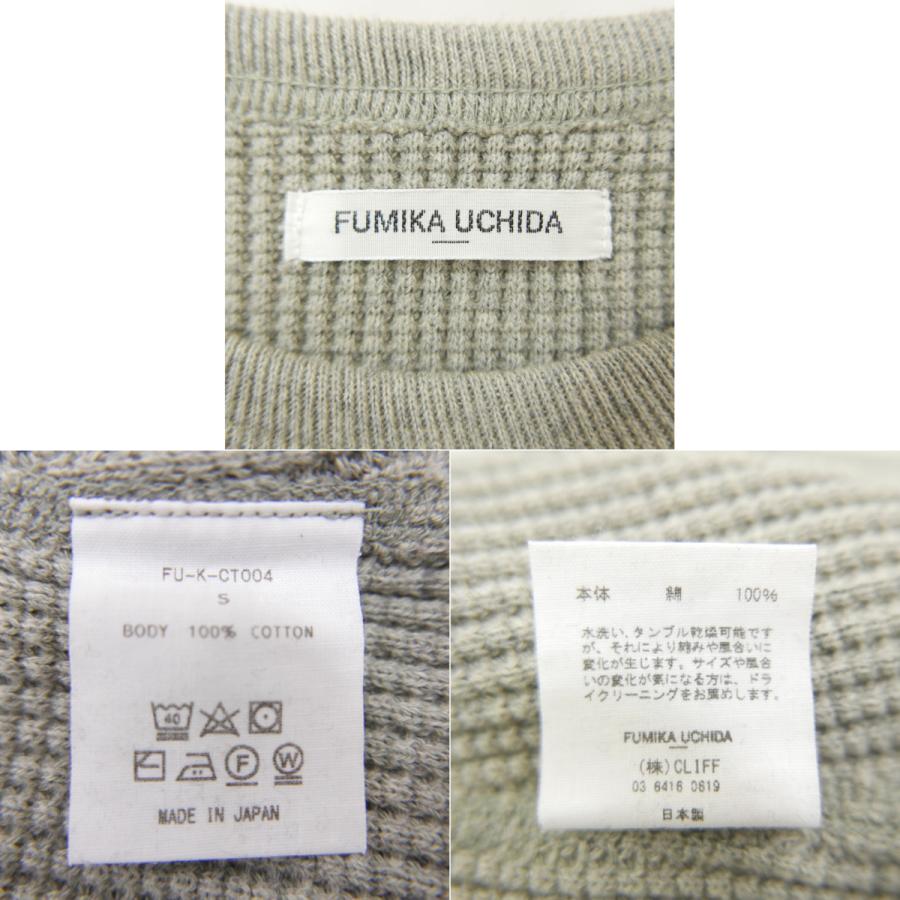 FUMIKA UCHIDA
FU-K-CT004
S
BODY 100% COTTON
40
F W
MADE IN JAPAN
本体 綿 100%
水洗い、タンブル乾燥可能です
が、それにより縮みや風合いに
変化が生じます。サイズや風合
いの変化が気になる方は、ドラ
イクリーニングをお薦めします。
FUMIKA UCHIDA
(株)CLIFF
03 6416 0619
日本製